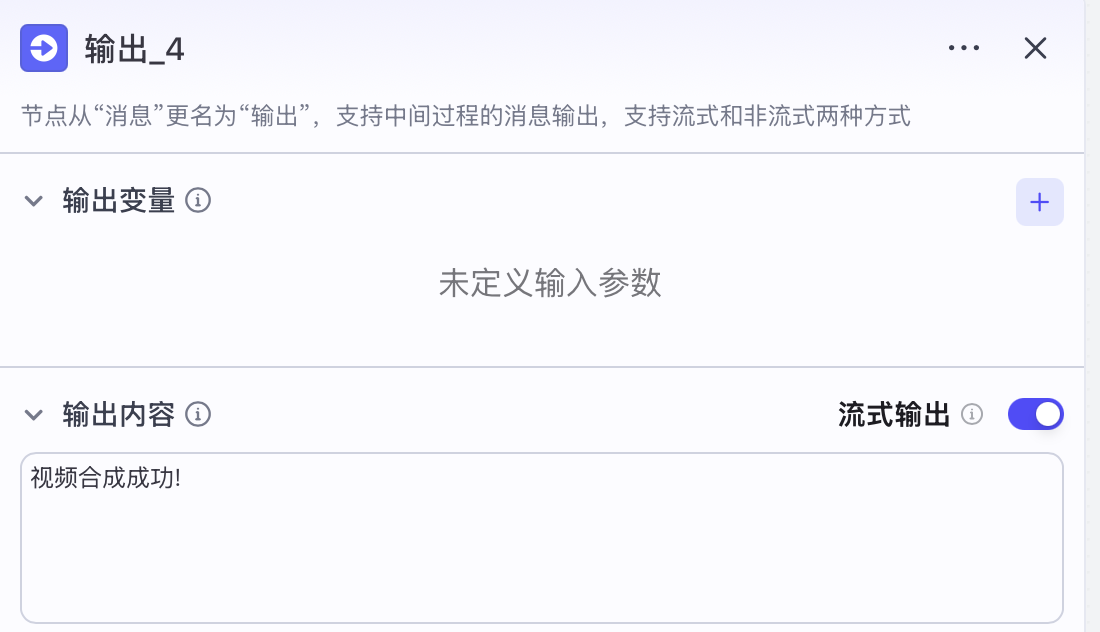 输出_4
节点从“消息”更名为“输出”，支持中间过程的消息输出，支持流式和非流式两种方式
输出变量
未定义输入参数
输出内容
流式输出
视频合成成功!